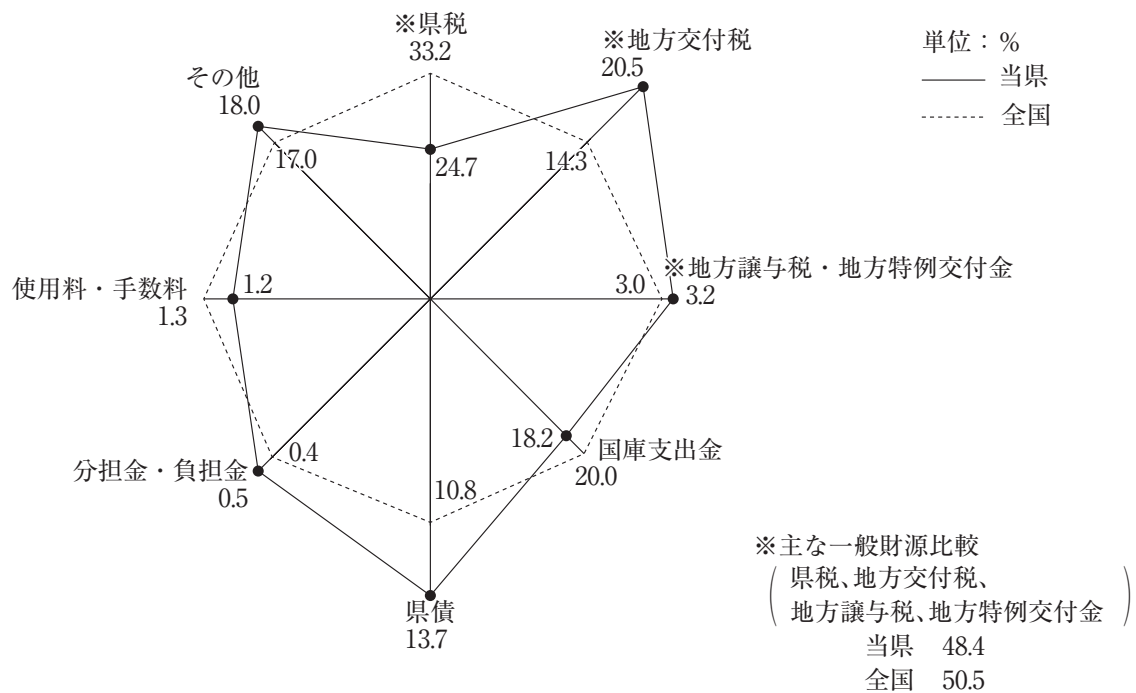 ※県税
33.2
※地方交付税
20.5
単位：%
当県
全国
その他
18.0
17.0
24.7
14.3
※地方譲与税・地方特例交付金
3.0
3.2
使用料・手数料
1.3
1.2
18.2
国庫支出金
20.0
0.4
分担金・負担金
0.5
10.8
県債
13.7
※主な一般財源比較
(県税、地方交付税、
地方譲与税、地方特例交付金)
当県 48.4
全国 50.5